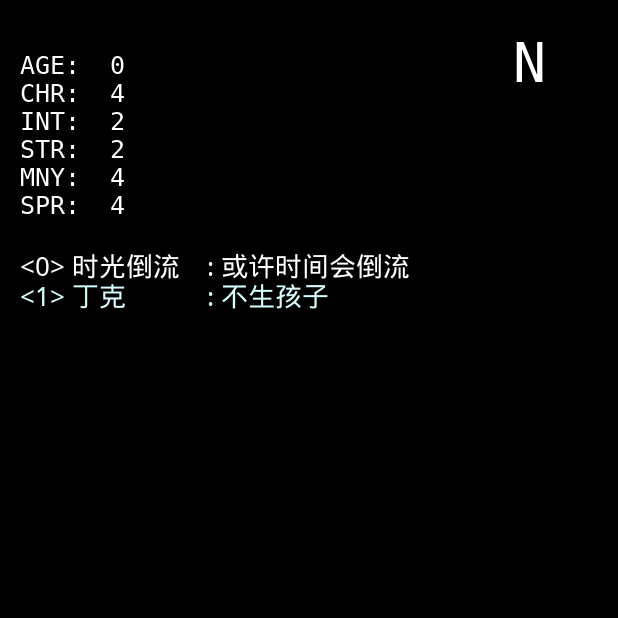 N
AGE: 0
CHR: 4
INT: 2
STR: 2
MNY: 4
SPR: 4
<0> 时光倒流 : 或许时间会倒流
<1> 丁克 : 不生孩子